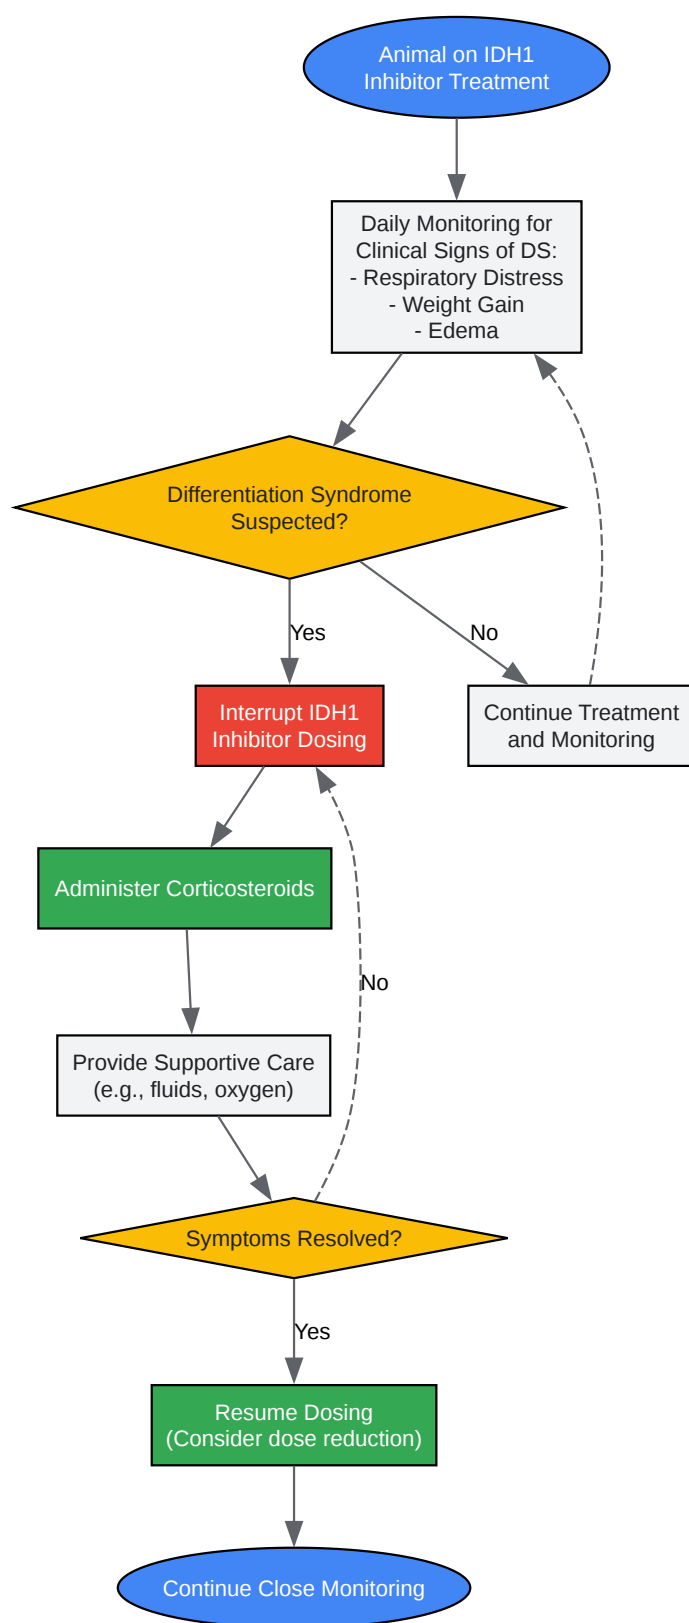 Animal on IDH1
Inhibitor Treatment
Daily Monitoring for
Clinical Signs of DS:
- Respiratory Distress
- Weight Gain
- Edema
Differentiation Syndrome
Suspected?
Yes
No
Interrupt IDH1
Inhibitor Dosing
Continue Treatment
and Monitoring
Administer Corticosteroids
No
Provide Supportive Care
(e.g., fluids, oxygen)
Symptoms Resolved?
Yes
Resume Dosing
(Consider dose reduction)
Continue Close Monitoring